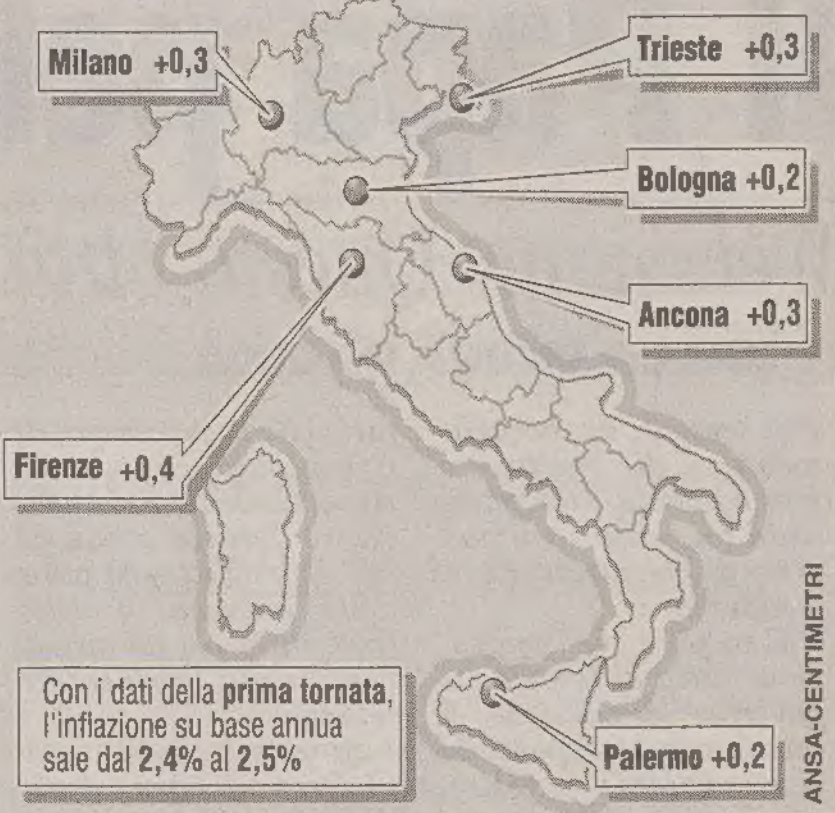 Milano +0,3
Trieste +0,3
Bologna +0,2
Ancona +0,3
Firenze +0,4
Con i dati della prima tornata,
l'inflazione su base annua
sale dal 2,4% al 2,5%
Palermo +0,2
ANSA-CENTIMETRI